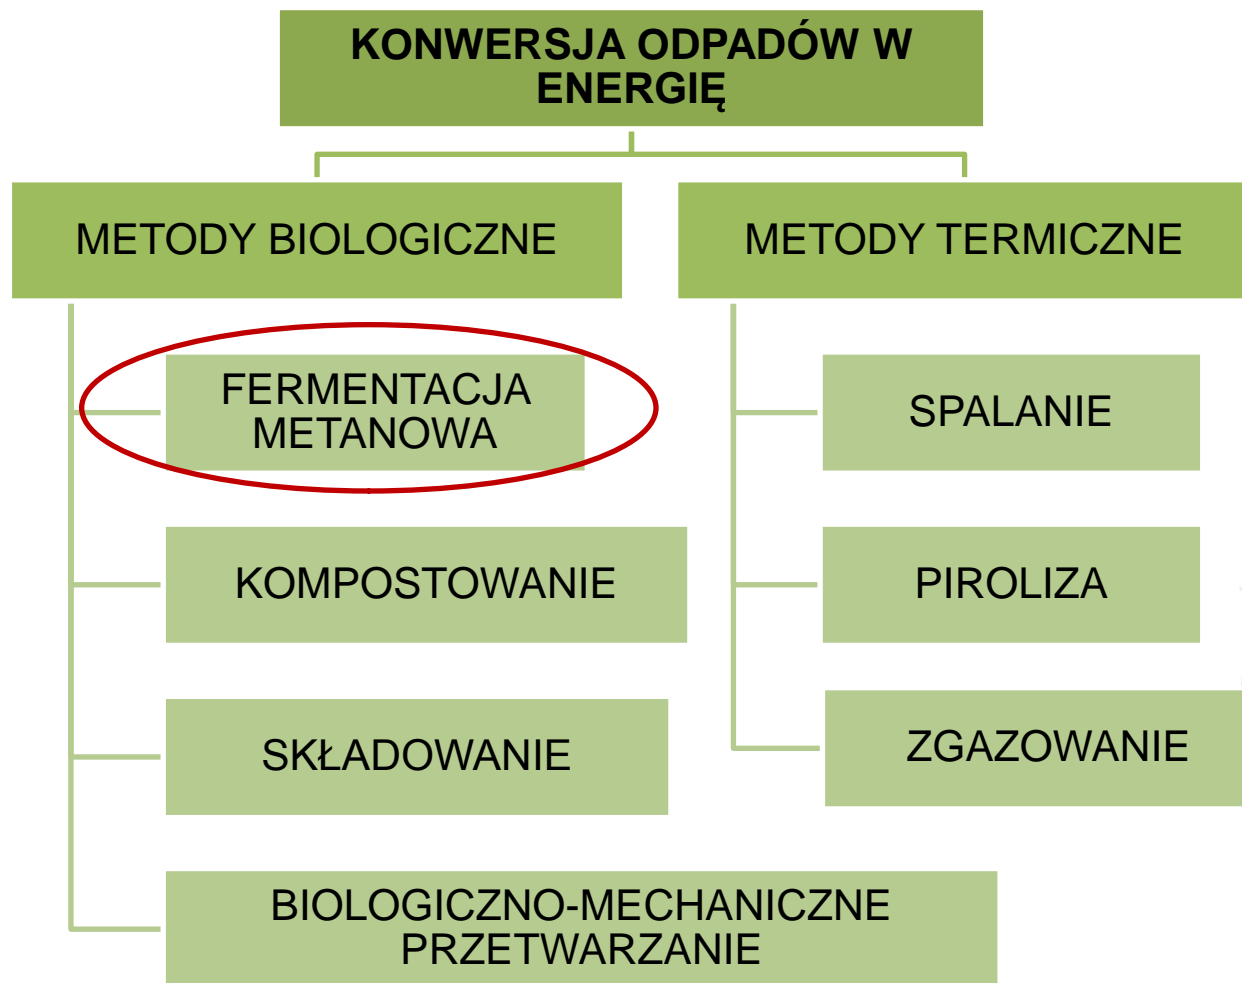 KONWERSJA ODPADÓW W
ENERGIĘ
METODY BIOLOGICZNE
METODY TERMICZNE
FERMENTACJA
METANOWA
SPALANIE
KOMPOSTOWANIE
PIROLIZA
SKŁADOWANIE
ZGAZOWANIE
BIOLOGICZNO-MECHANICZNE
PRZETWARZANIE